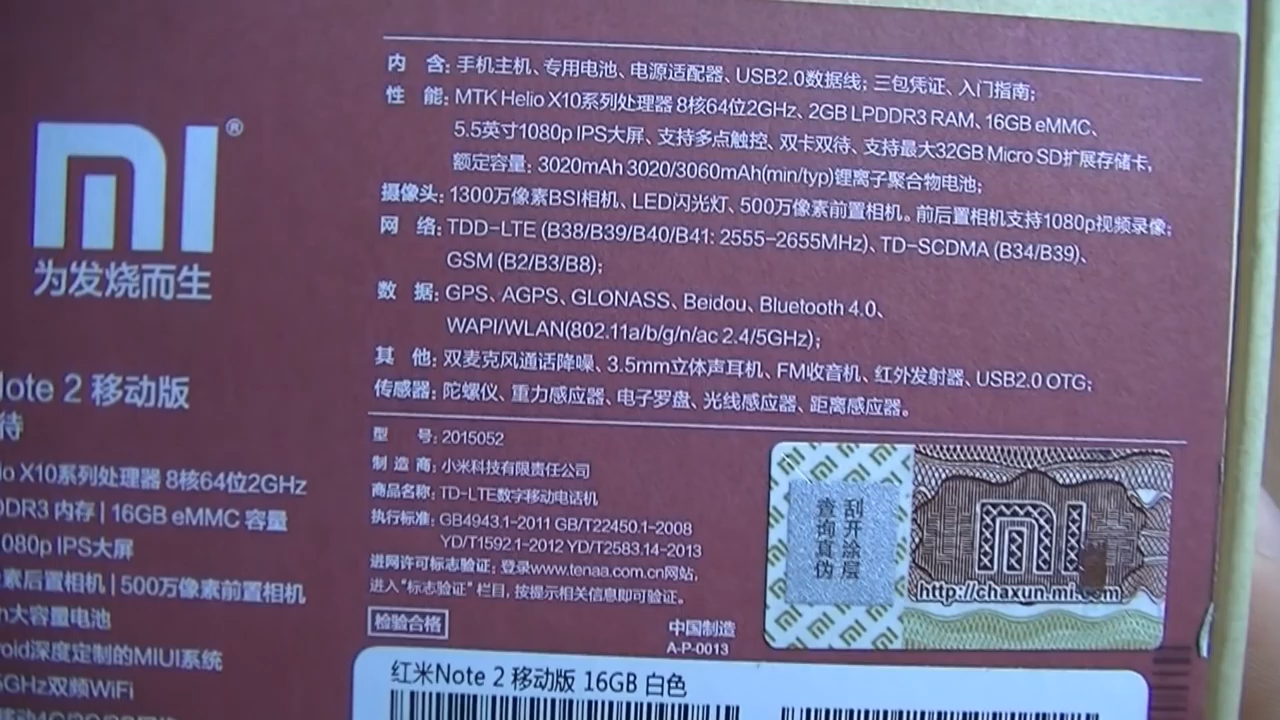 内 含: 手机主机、专用电池、电源适配器、USB2.0数据线; 三包凭证、入门指南;
性 能: MTK Helio X10系列处理器 8核64位2GHz、2GB LPDDR3 RAM、16GB eMMC、
5.5英寸1080p IPS大屏、支持多点触控、双卡双待、支持最大32GB Micro SD扩展存储卡,
额定容量: 3020mAh 3020/3060mAh(min/typ)锂离子聚合物电池;
摄像头: 1300万像素BSI相机、LED闪光灯、500万像素前置相机。前后置相机支持1080p视频录像;
网 络: TDD-LTE (B38/B39/B40/B41: 2555-2655MHz)、TD-SCDMA (B34/B39)、
GSM (B2/B3/B8);
数 据: GPS、AGPS、GLONASS、Beidou、Bluetooth 4.0、
WAPI/WLAN(802.11a/b/g/n/ac 2.4/5GHz);
其 他: 双麦克风通话降噪、3.5mm立体声耳机、FM收音机、红外发射器、USB2.0 OTG;
传感器: 陀螺仪、重力感应器、电子罗盘、光线感应器、距离感应器。
型 号: 2015052
制 造 商: 小米科技有限责任公司
商品名称: TD-LTE数字移动电话机
执行标准: GB4943.1-2011 GB/T22450.1-2008
YD/T1592.1-2012 YD/T2583.14-2013
进网许可标志验证: 登录www.tenaa.com.cn网站,
进入“标志验证”栏目, 按提示相关信息即可验证。
检验合格
中国制造
A-P-0013
MI®
为发烧而生
Note 2 移动版
待
X10系列处理器 8核64位2GHz
DDR3 内存 | 16GB eMMC 容量
1080p IPS大屏
素后置相机 | 500万像素前置相机
大容量电池
oid深度定制的MIUI系统
5GHz双频WiFi
刮开涂层
查询真伪
MI
http://chaxun.mi.com
红米Note 2 移动版 16GB 白色